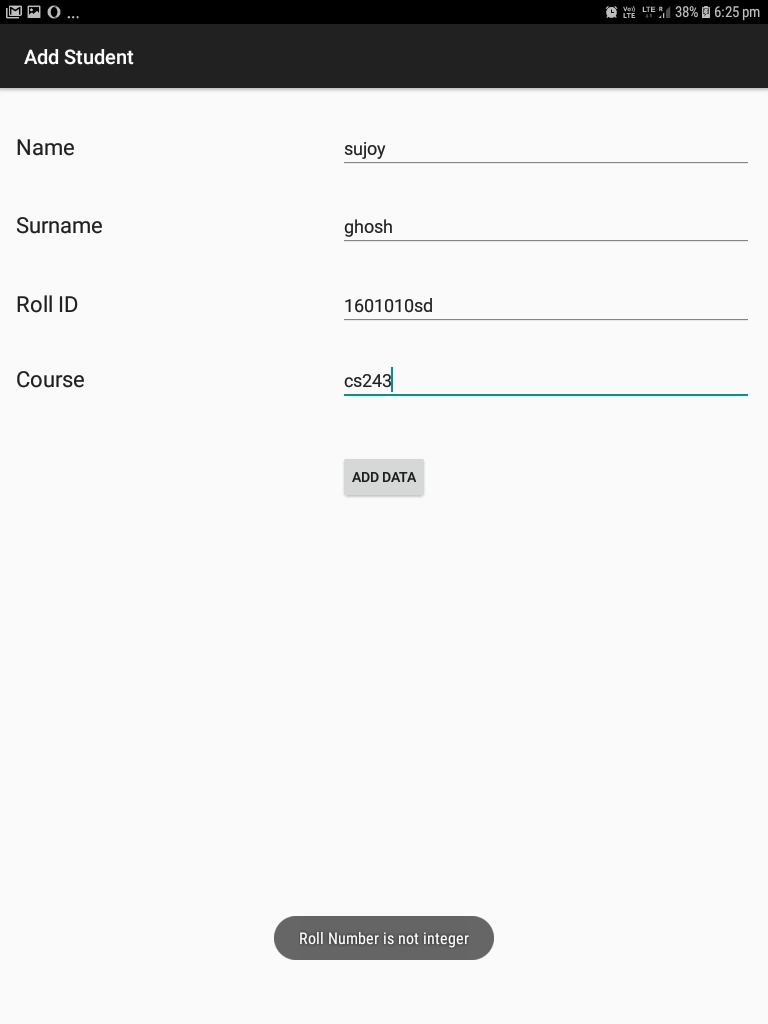 ... Vo) LTE LTE R 38% 6:25 pm
Add Student
Name sujoy
Surname ghosh
Roll ID 1601010sd
Course cs243
ADD DATA
Roll Number is not integer